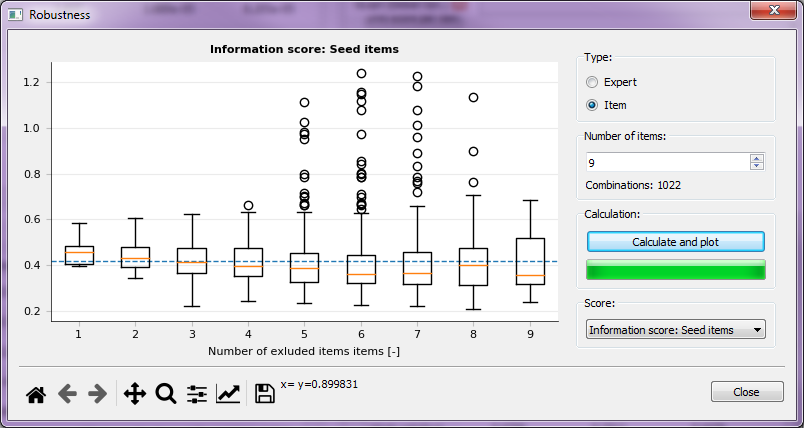 Robustness
Information score: Seed items
1.2
1.0
0.8
0.6
0.4
0.2
1 2 3 4 5 6 7 8 9
Number of exluded items items [-]
Type:
Expert
Item
Number of items:
9
Combinations: 1022
Calculation:
Calculate and plot
Score:
Information score: Seed items
x= y=0.899831
Close